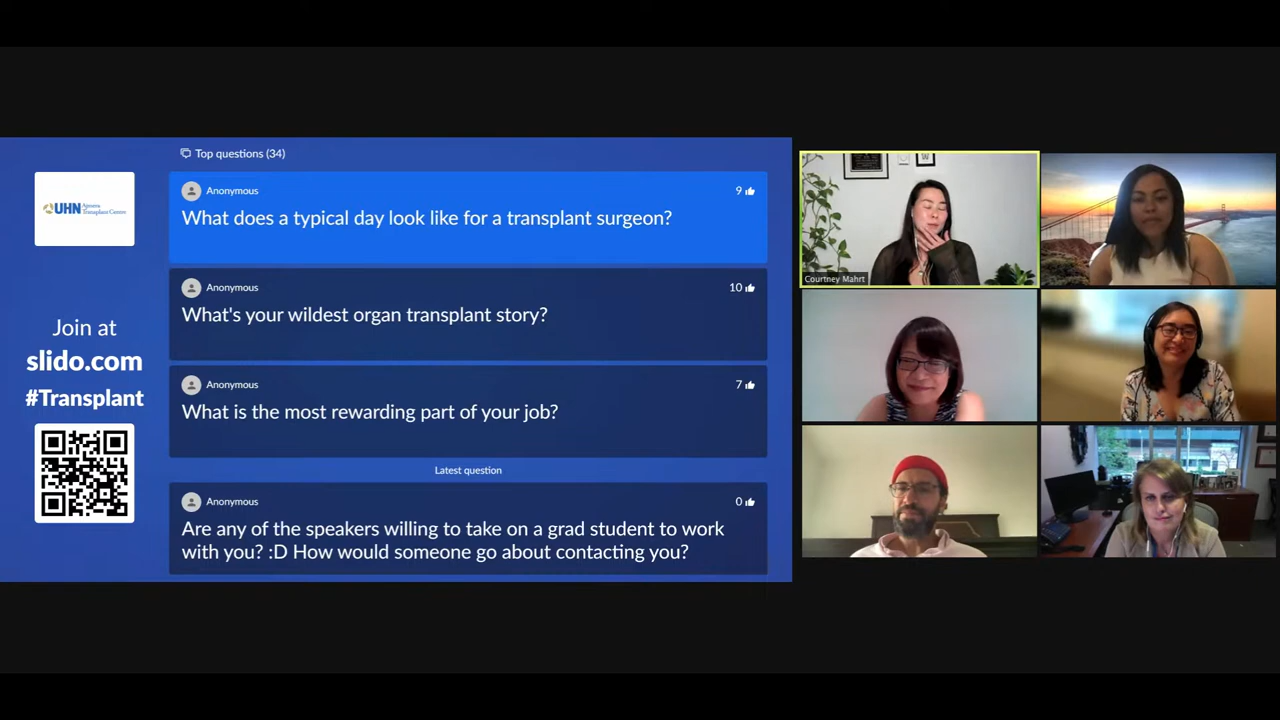 Top questions (34)
UHN Ajmera
Transplant Centre
Anonymous
9
What does a typical day look like for a transplant surgeon?
Anonymous
10
What's your wildest organ transplant story?
Anonymous
7
What is the most rewarding part of your job?
Join at
slido.com
#Transplant
Latest question
Anonymous
0
Are any of the speakers willing to take on a grad student to work
with you? :D How would someone go about contacting you?
Courtney Mahrt